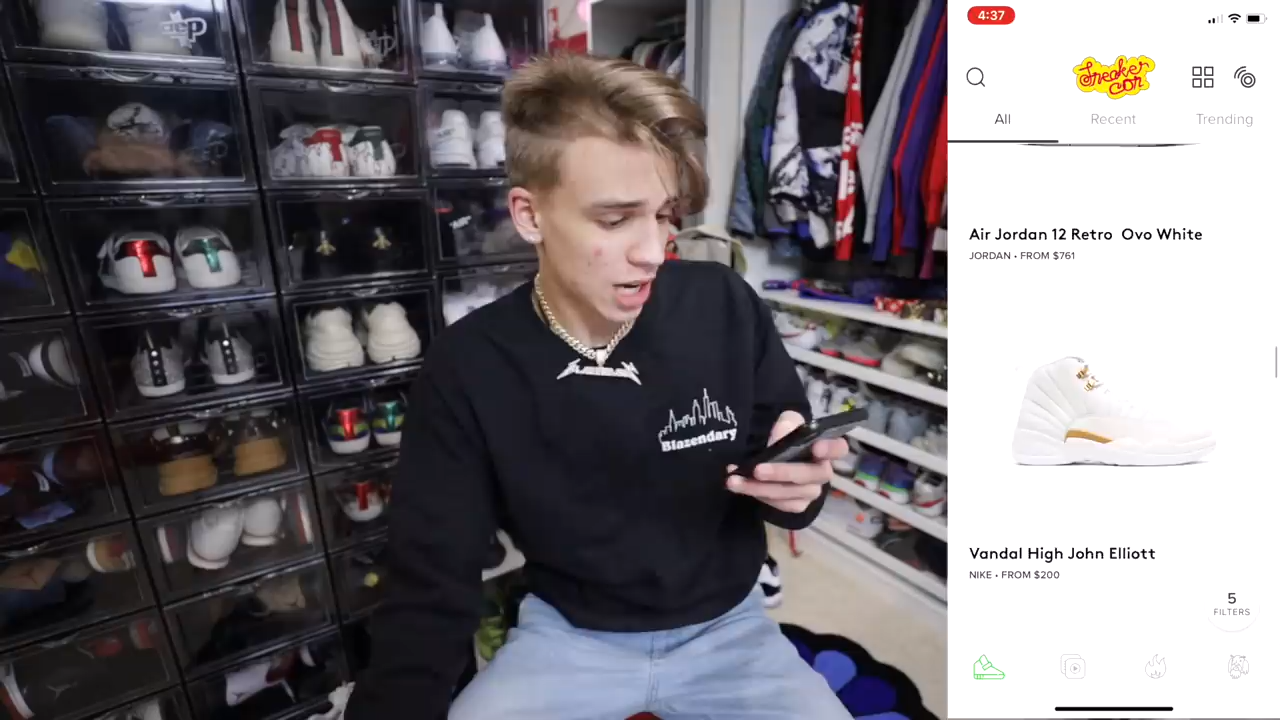 acp
Blazendary
4:37
Sneaker
Con
All
Recent
Trending
Air Jordan 12 Retro Ovo White
JORDAN • FROM $761
Vandal High John Elliott
NIKE • FROM $200
5
FILTERS